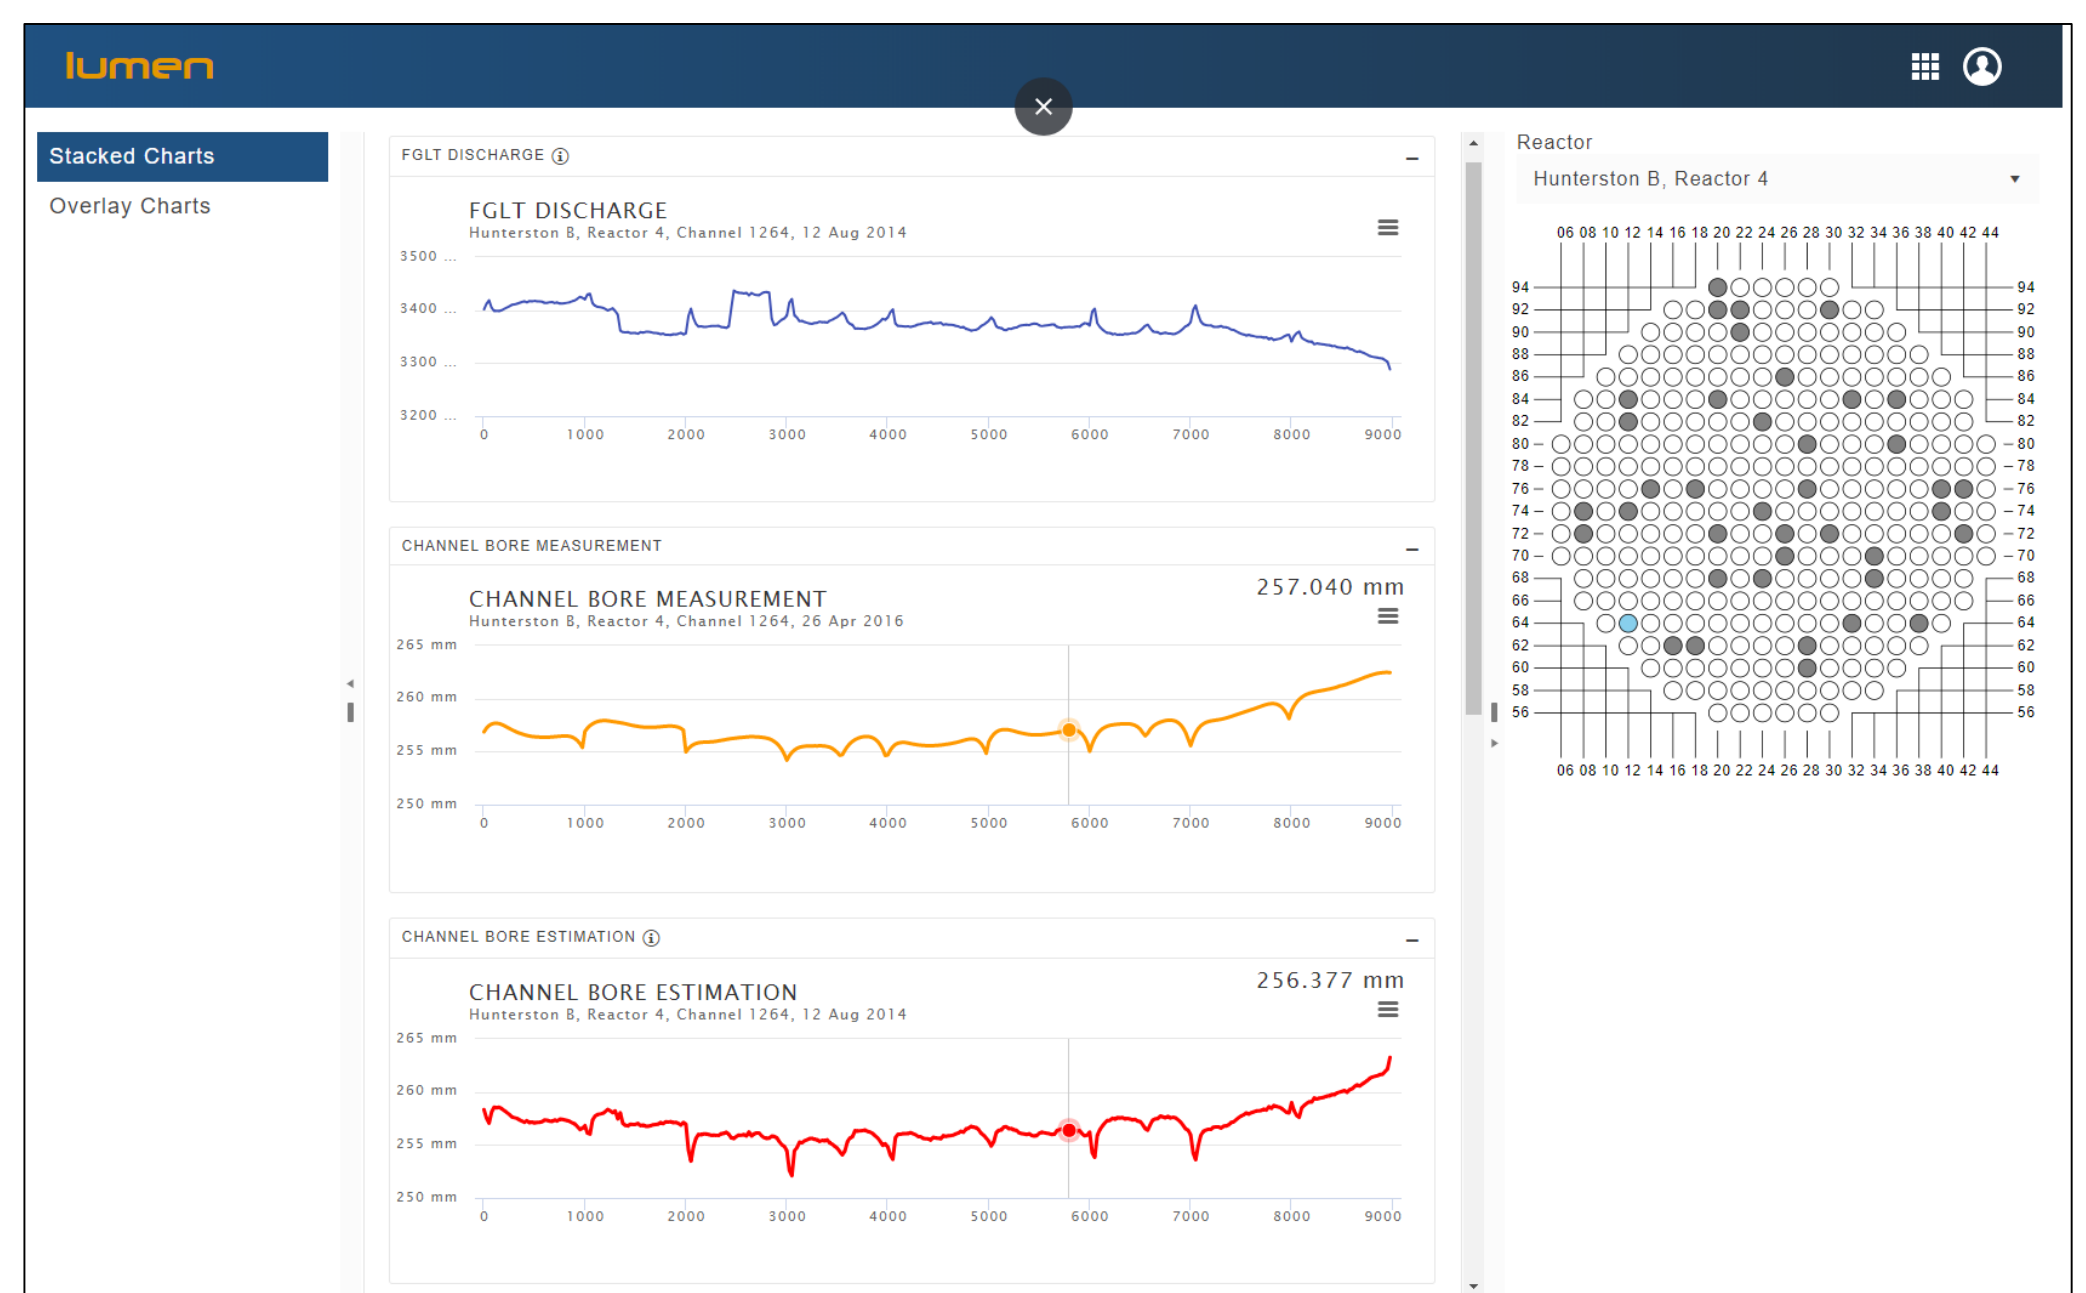 lumen
Stacked Charts
Overlay Charts
FGLT DISCHARGE
FGLT DISCHARGE
Hunterston B, Reactor 4, Channel 1264, 12 Aug 2014
3500 ...
3400 ...
3300 ...
3200 ...
0 1000 2000 3000 4000 5000 6000 7000 8000 9000
CHANNEL BORE MEASUREMENT
257.040 mm
CHANNEL BORE MEASUREMENT
Hunterston B, Reactor 4, Channel 1264, 26 Apr 2016
265 mm
260 mm
255 mm
250 mm
0 1000 2000 3000 4000 5000 6000 7000 8000 9000
CHANNEL BORE ESTIMATION
256.377 mm
CHANNEL BORE ESTIMATION
Hunterston B, Reactor 4, Channel 1264, 12 Aug 2014
265 mm
260 mm
255 mm
250 mm
0 1000 2000 3000 4000 5000 6000 7000 8000 9000
Reactor
Hunterston B, Reactor 4
06 08 10 12 14 16 18 20 22 24 26 28 30 32 34 36 38 40 42 44
94 94
92 92
90 90
88 88
86 86
84 84
82 82
80 80
78 78
76 76
74 74
72 72
70 70
68 68
66 66
64 64
62 62
60 60
58 58
56 56
06 08 10 12 14 16 18 20 22 24 26 28 30 32 34 36 38 40 42 44